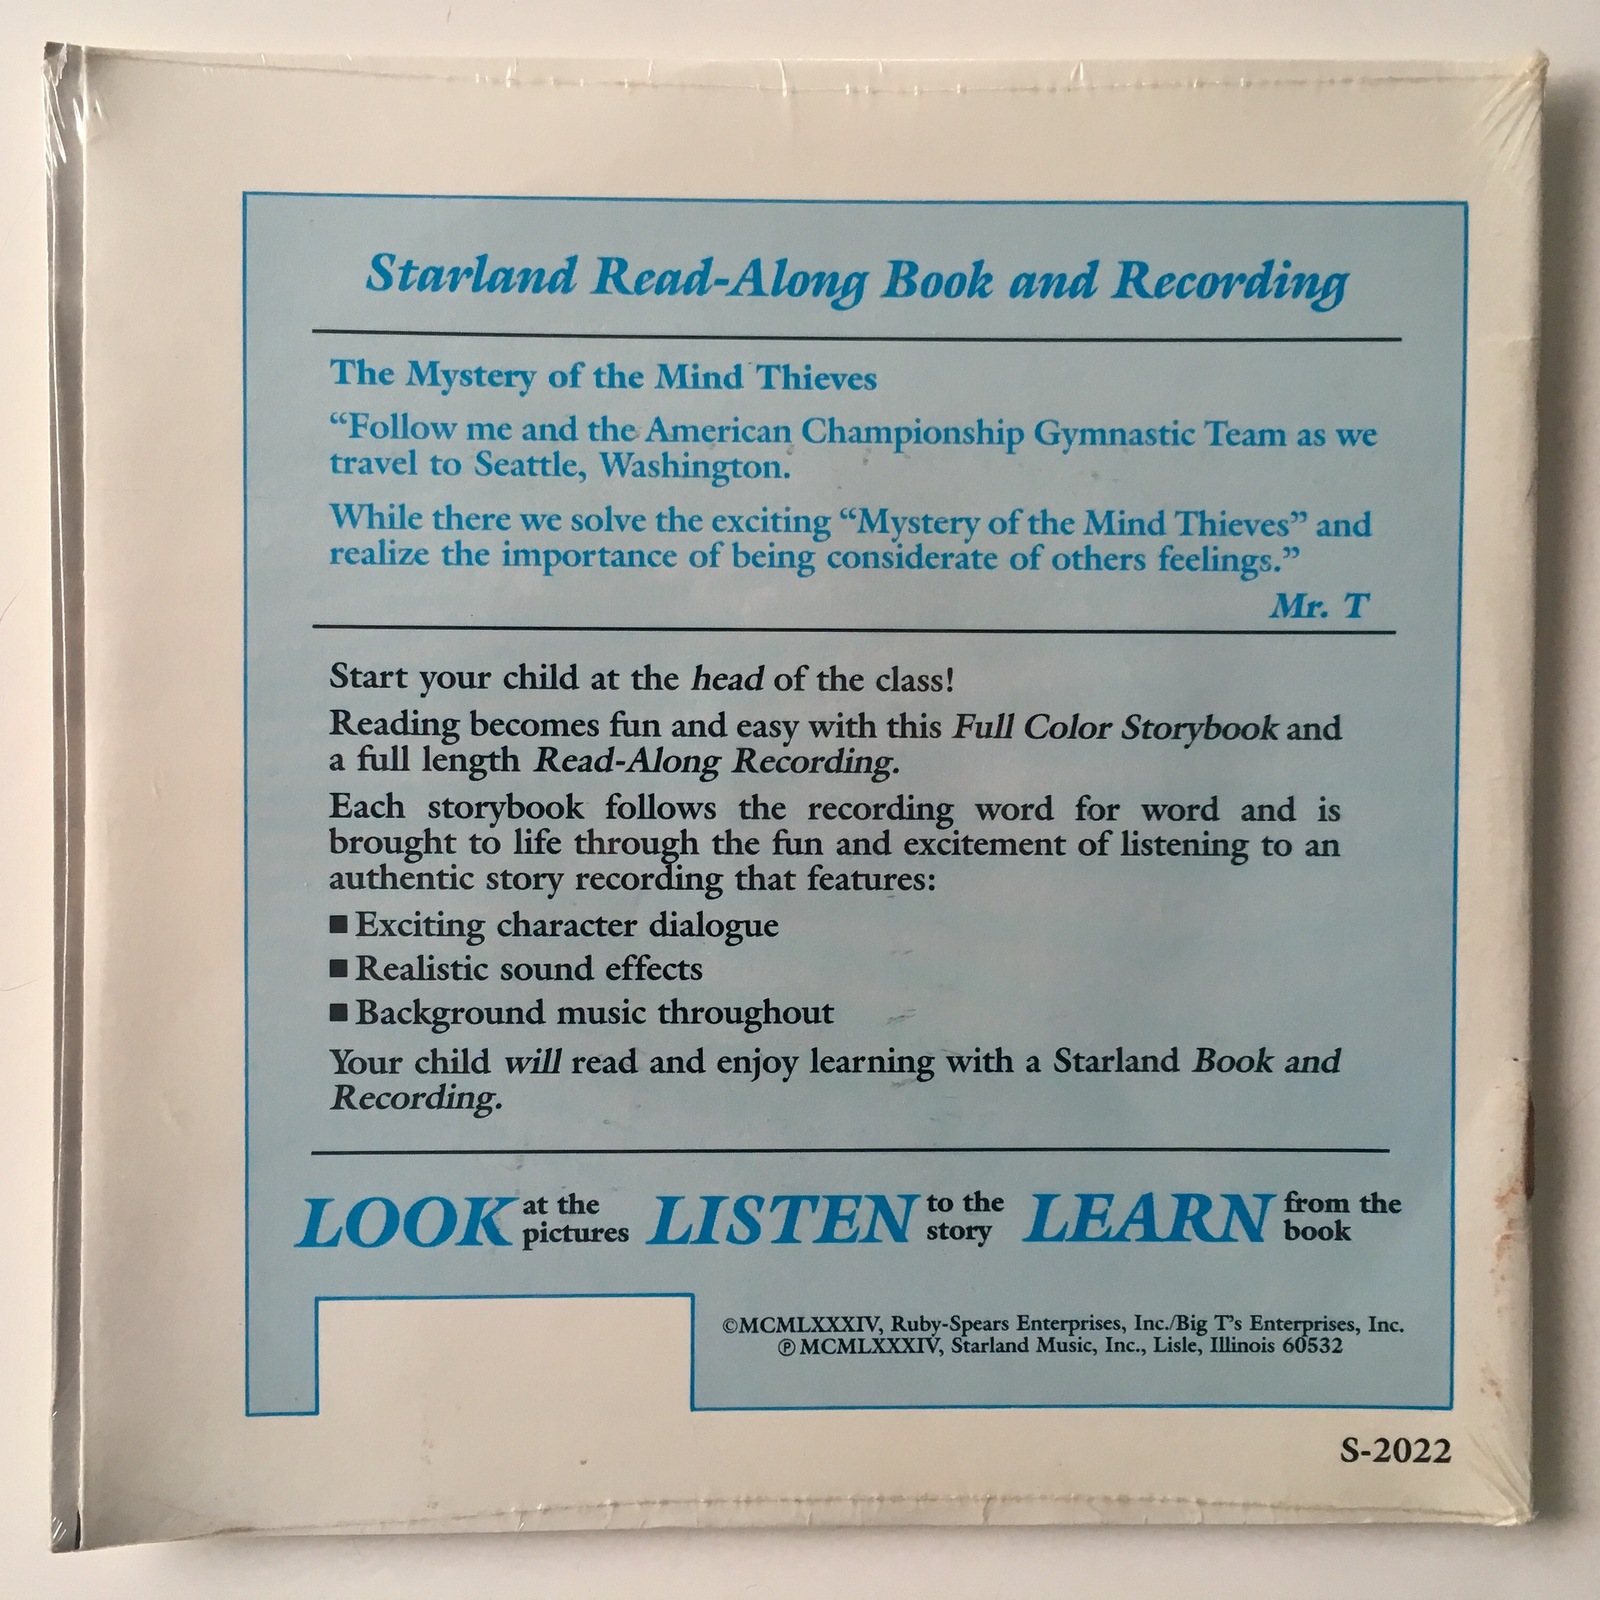 Starland Read-Along Book and Recording
The Mystery of the Mind Thieves
“Follow me and the American Championship Gymnastic Team as we
travel to Seattle, Washington.
While there we solve the exciting “Mystery of the Mind Thieves” and
realize the importance of being considerate of others feelings.”
Mr. T
Start your child at the head of the class!
Reading becomes fun and easy with this Full Color Storybook and
a full length Read-Along Recording.
Each storybook follows the recording word for word and is
brought to life through the fun and excitement of listening to an
authentic story recording that features:
■ Exciting character dialogue
■ Realistic sound effects
■ Background music throughout
Your child will read and enjoy learning with a Starland Book and
Recording.
LOOK at the pictures LISTEN to the story LEARN from the book
©MCMLXXXIV, Ruby-Spears Enterprises, Inc./Big T's Enterprises, Inc.
℗MCMLXXXIV, Starland Music, Inc., Lisle, Illinois 60532
S-2022